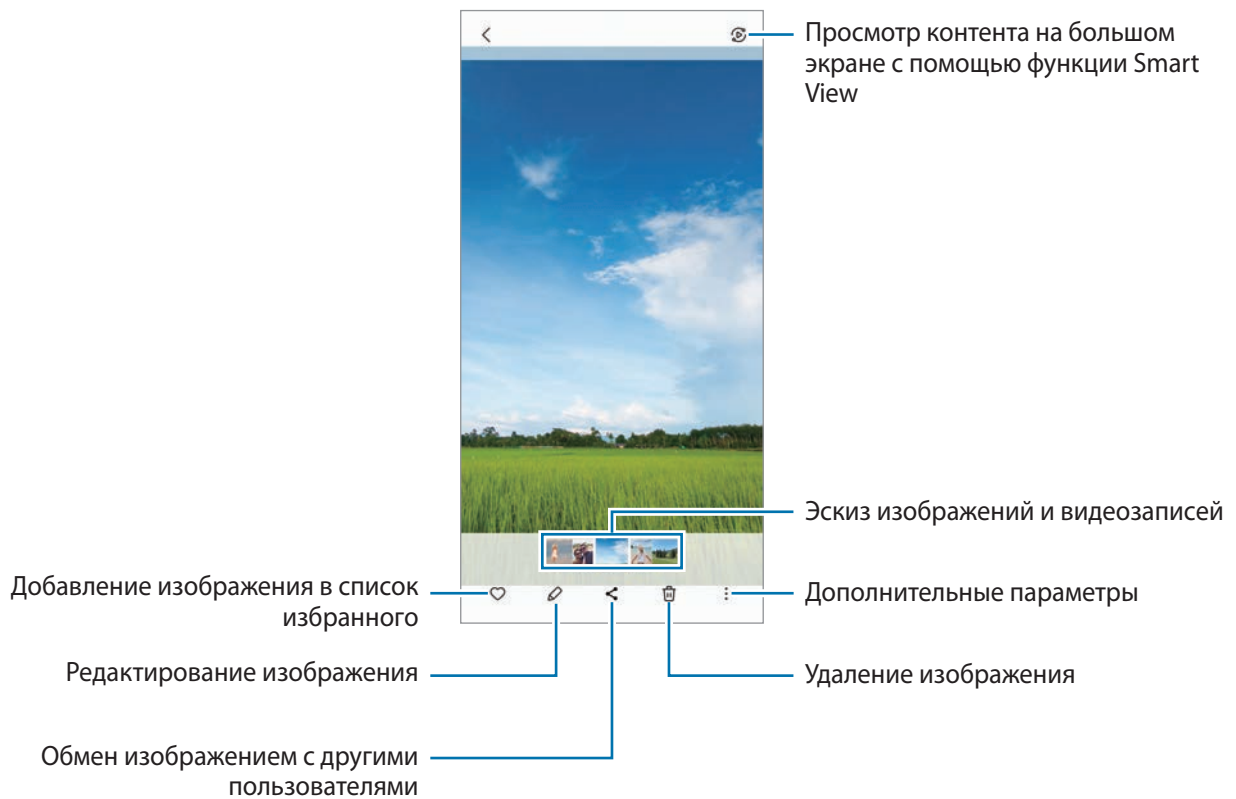 Просмотр контента на большом
экране с помощью функции Smart
View
Эскиз изображений и видеозаписей
Добавление изображения в список
избранного
Дополнительные параметры
Редактирование изображения
Удаление изображения
Обмен изображением с другими
пользователями